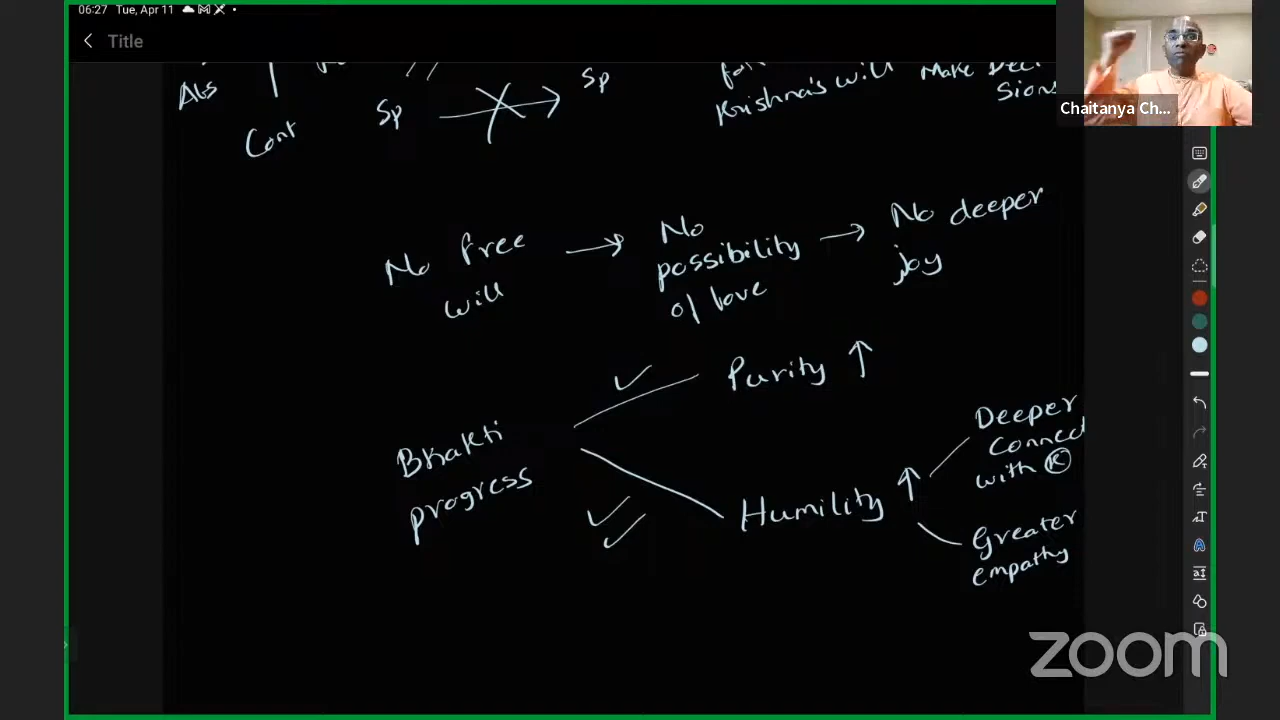 06:27 Tue, Apr 11
Title
Abs
Cont
Sp
Sp
Krishna's will
Make Deci
sions
Chaitanya Ch...
No free
will
No
possibility
of love
No deeper
joy
Bhakti
progress
Purity ↑
Humility ↑
Deeper
Connect
with K
Greater
empathy
zoom